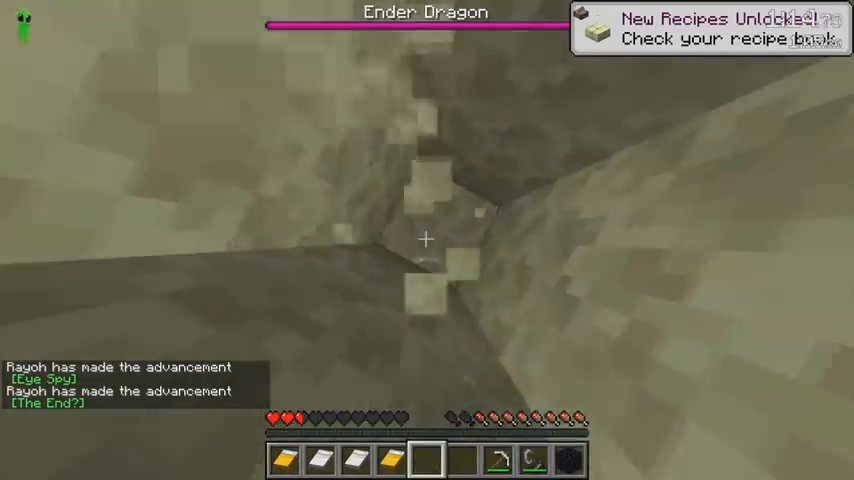 Ender Dragon
New Recipes Unlocked!
Check your recipe book
Rayoh has made the advancement
[Eye Spy]
Rayoh has made the advancement
[The End?]